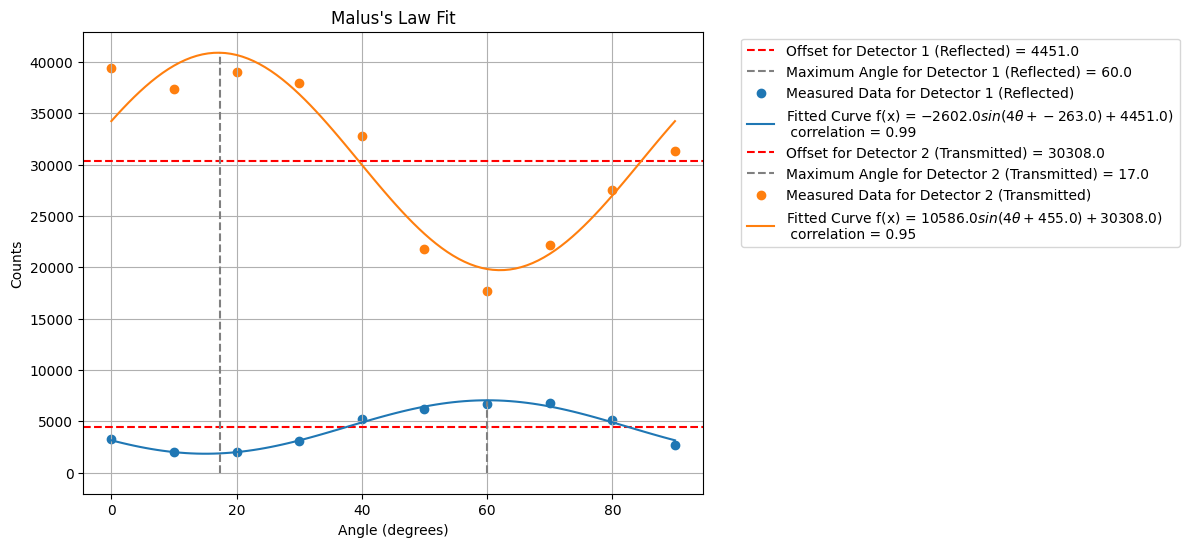 Malus's Law Fit
Counts
40000
35000
30000
25000
20000
15000
10000
5000
0
0 20 40 60 80
Angle (degrees)
Offset for Detector 1 (Reflected) = 4451.0
Maximum Angle for Detector 1 (Reflected) = 60.0
Measured Data for Detector 1 (Reflected)
Fitted Curve f(x) = −2602.0sin(4θ + −263.0) + 4451.0)
correlation = 0.99
Offset for Detector 2 (Transmitted) = 30308.0
Maximum Angle for Detector 2 (Transmitted) = 17.0
Measured Data for Detector 2 (Transmitted)
Fitted Curve f(x) = 10586.0sin(4θ + 455.0) + 30308.0)
correlation = 0.95